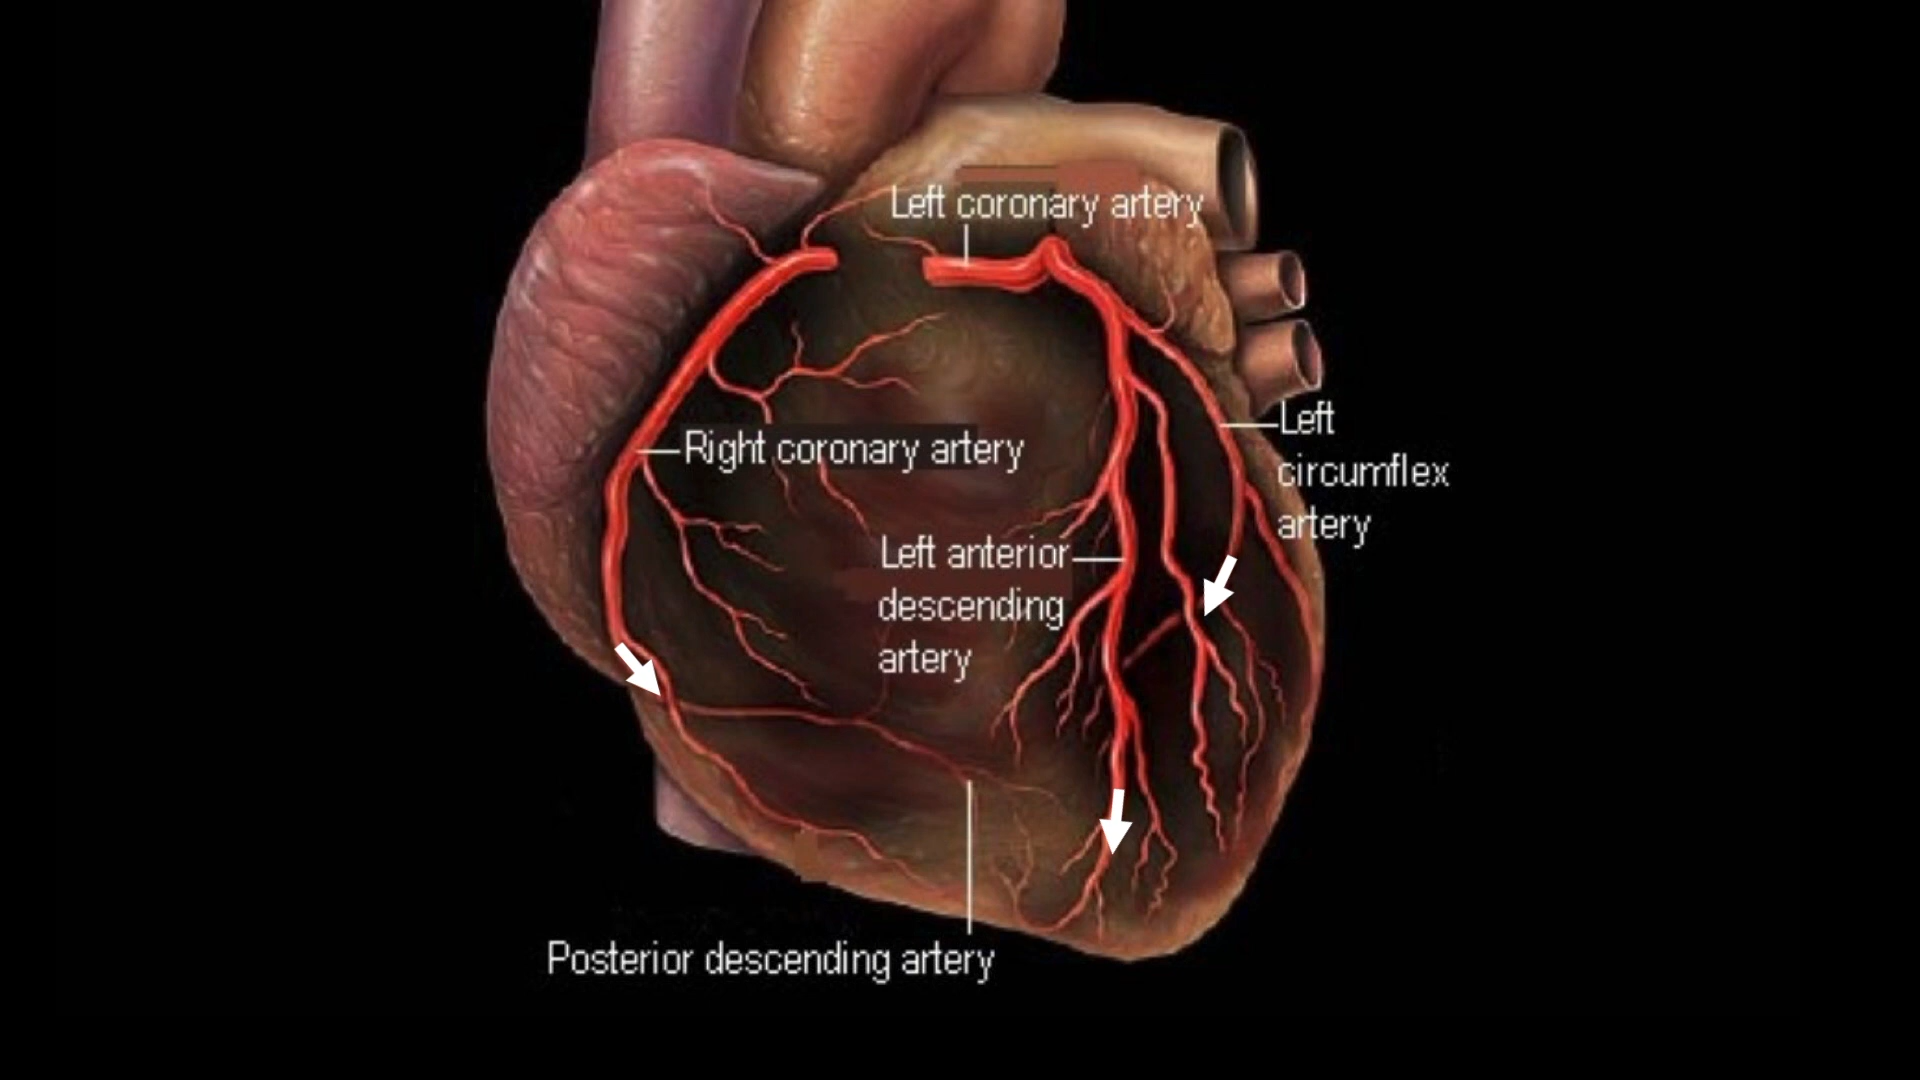 Left coronary artery
Left
circumflex
artery
Right coronary artery
Left anterior
descending
artery
Posterior descending artery